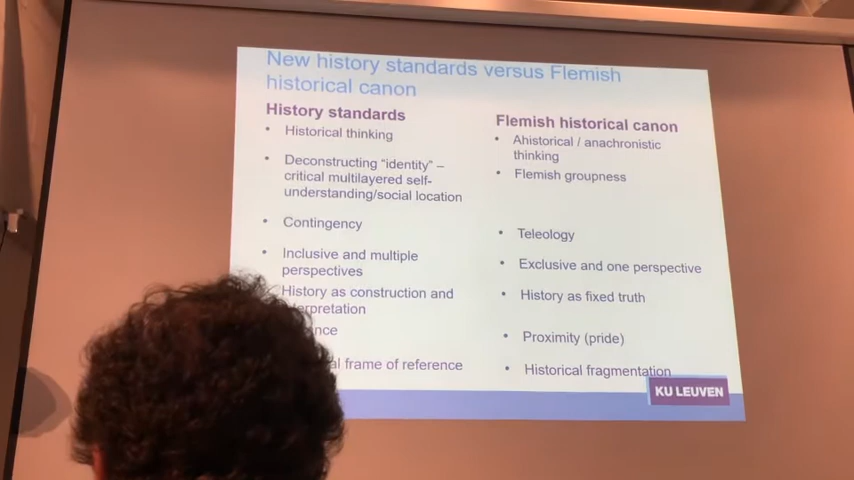 New history standards versus Flemish
historical canon
History standards
Historical thinking
Deconstructing "identity" –
critical multilayered self-
understanding/social location
Contingency
Inclusive and multiple
perspectives
History as construction and
Flemish historical canon
Ahistorical / anachronistic
thinking
Flemish groupness
Teleology
Exclusive and one perspective
History as fixed truth
Proximity (pride)
frame of reference
Historical fragmentation
KU LEUVEN